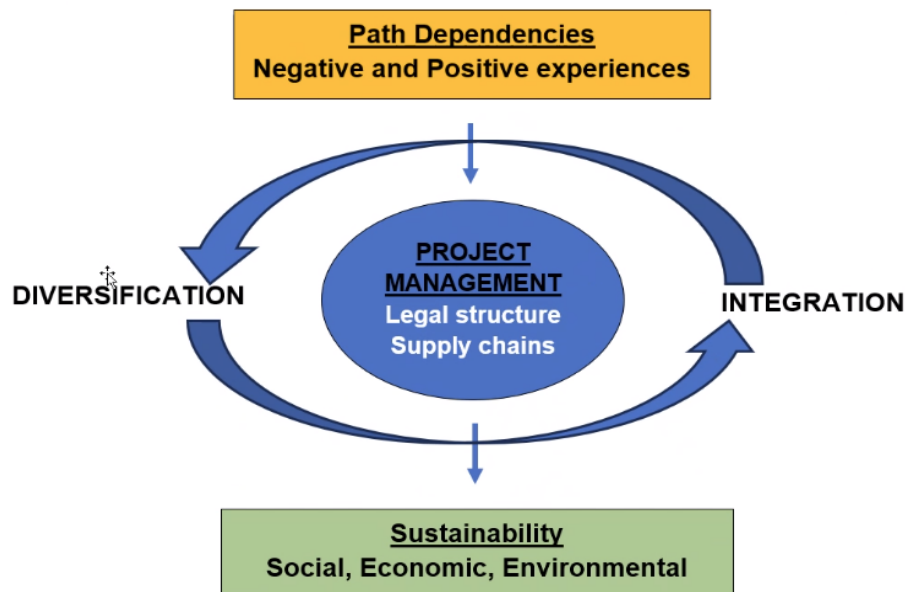 Path Dependencies
Negative and Positive experiences
PROJECT
MANAGEMENT
Legal structure
Supply chains
DIVERSIFICATION
INTEGRATION
Sustainability
Social, Economic, Environmental